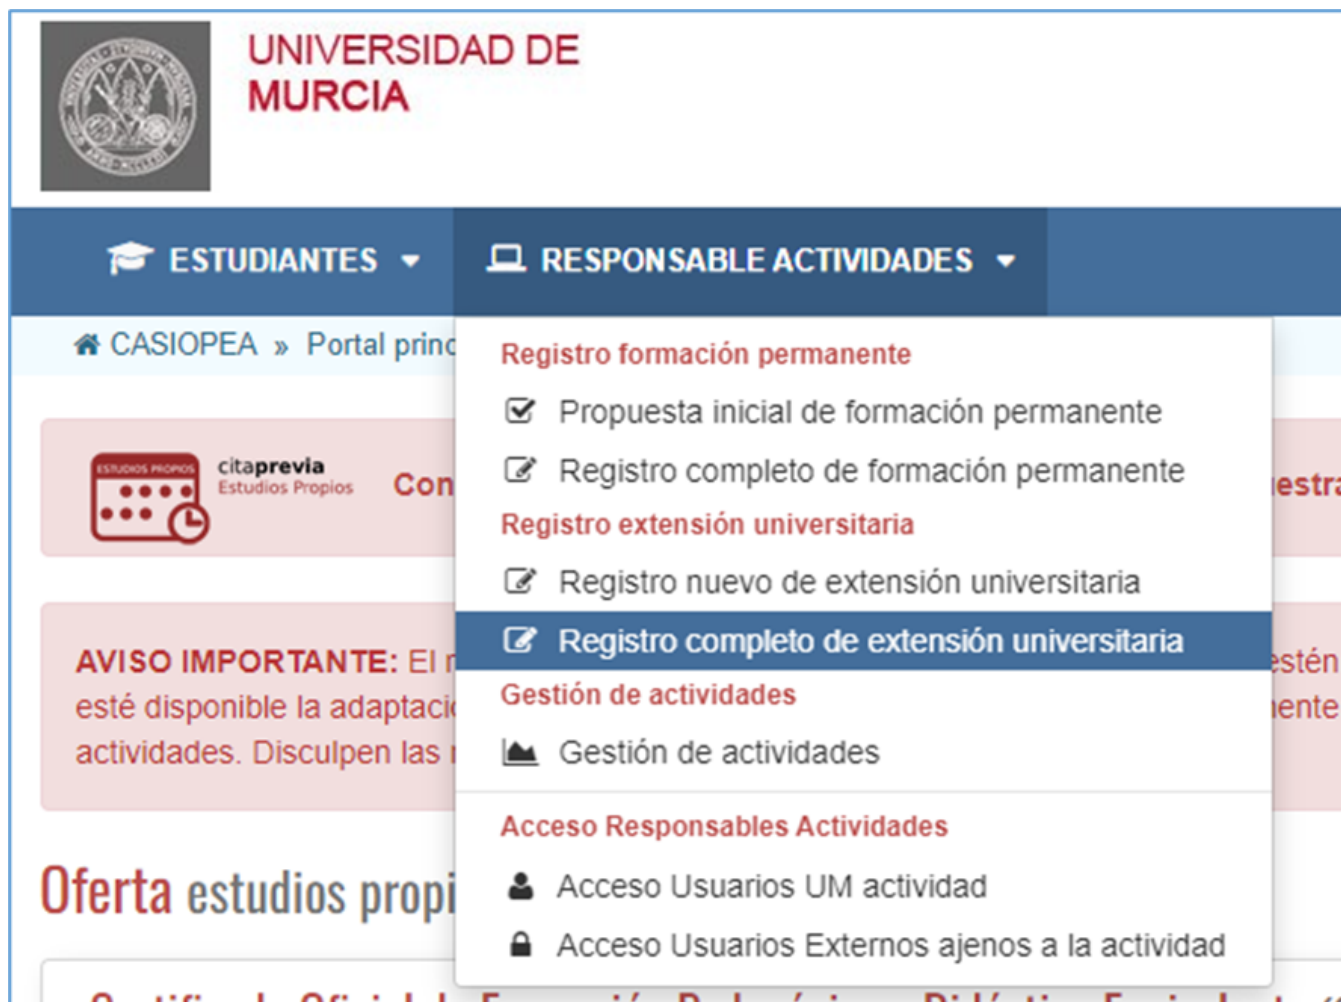 UNIVERSIDAD DE
MURCIA
ESTUDIANTES
RESPONSABLE ACTIVIDADES
CASIOPEA » Portal princ
Registro formación permanente
Propuesta inicial de formación permanente
Registro completo de formación permanente
Registro extensión universitaria
Registro nuevo de extensión universitaria
Registro completo de extensión universitaria
Gestión de actividades
Gestión de actividades
Acceso Responsables Actividades
Acceso Usuarios UM actividad
Acceso Usuarios Externos ajenos a la actividad
ESTUDIOS PROPIOS
citaprevia
Estudios Propios
Con
estra
AVISO IMPORTANTE: El
estén
esté disponible la adaptaci
ente
actividades. Disculpen las
Oferta estudios propi